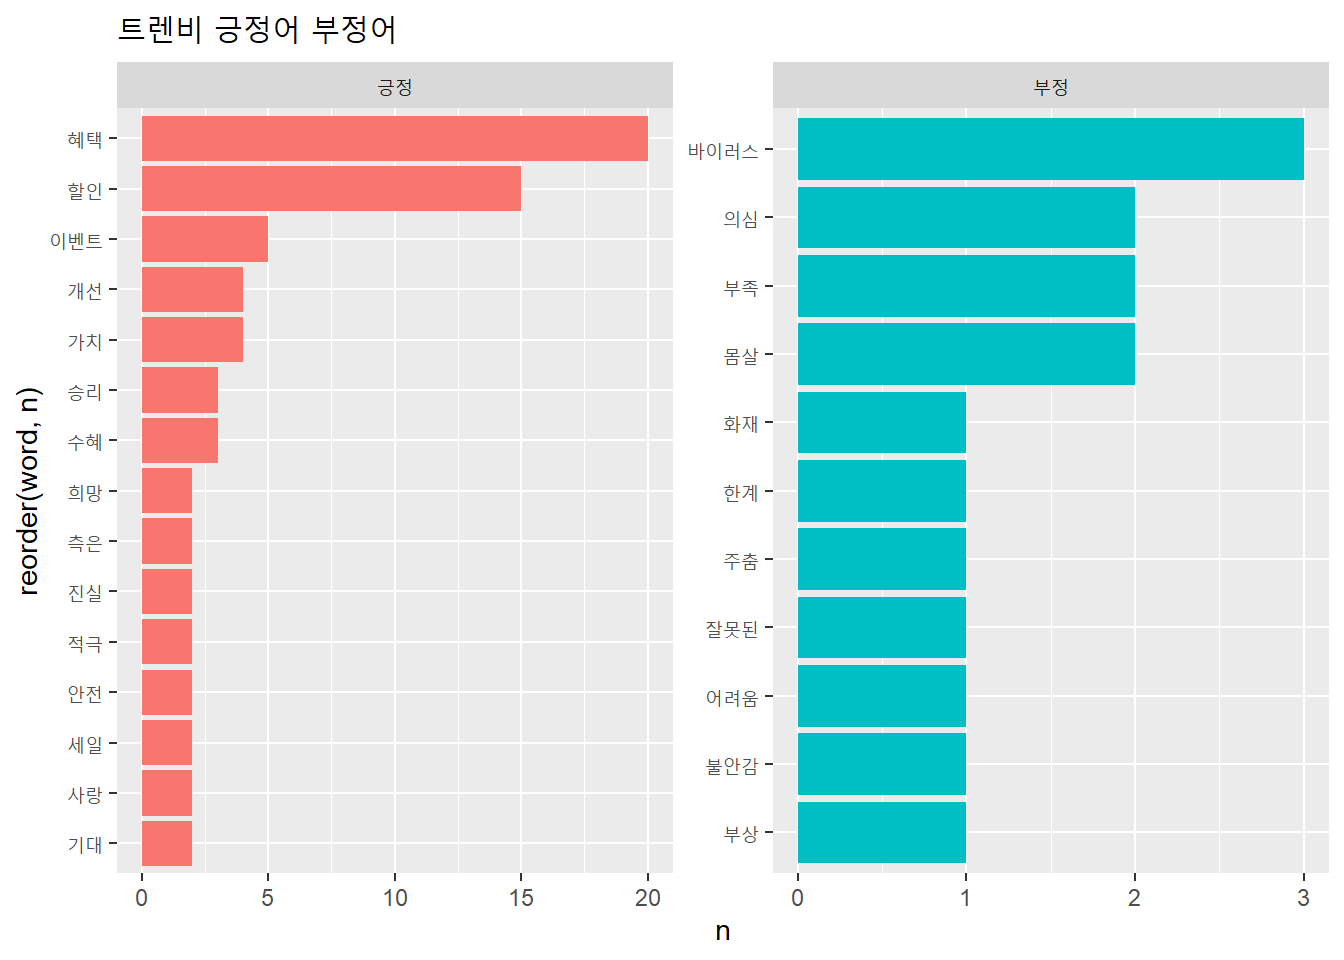 트렌비 긍정어 부정어
긍정
부정
reorder(word, n)
혜택
할인
이벤트
개선
가치
승리
수혜
희망
측은
진실
적극
안전
세일
사랑
기대
0 5 10 15 20
바이러스
의심
부족
몸살
화재
한계
주춤
잘못된
어려움
불안감
부상
0 1 2 3
n